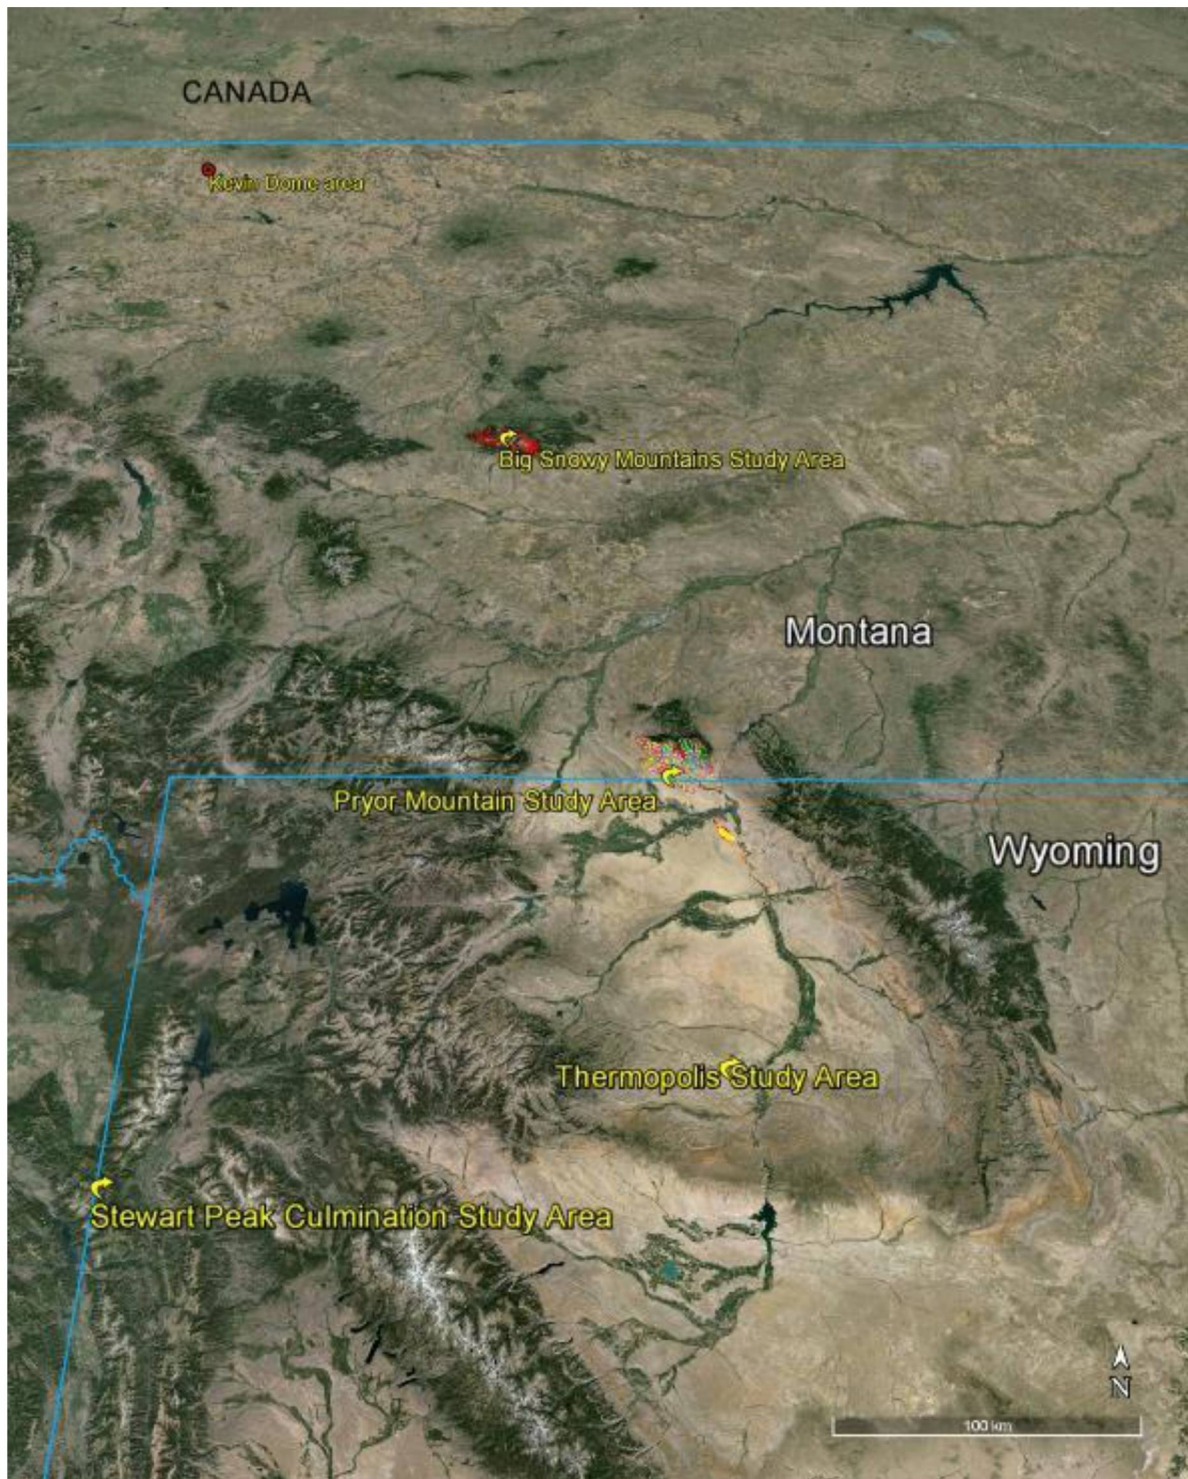 CANADA
Kevin Dome area
Big Snowy Mountains Study Area
Montana
Pryor Mountain Study Area
Wyoming
Thermopolis Study Area
Stewart Peak Culmination Study Area
N
100 km